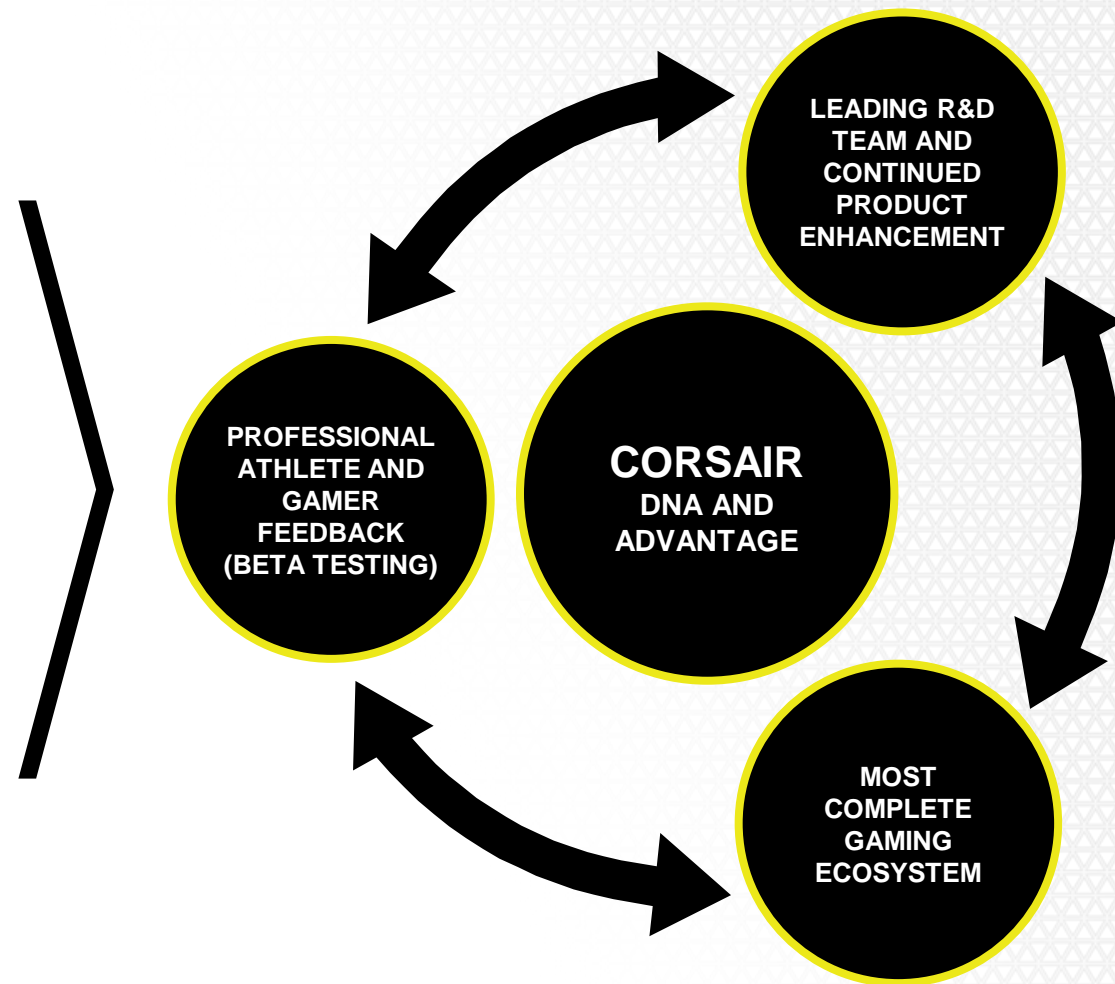 LEADING R&D
TEAM AND
CONTINUED
PRODUCT
ENHANCEMENT
PROFESSIONAL
ATHLETE AND
GAMER
FEEDBACK
(BETA TESTING)
CORSAIR
DNA AND
ADVANTAGE
MOST
COMPLETE
GAMING
ECOSYSTEM